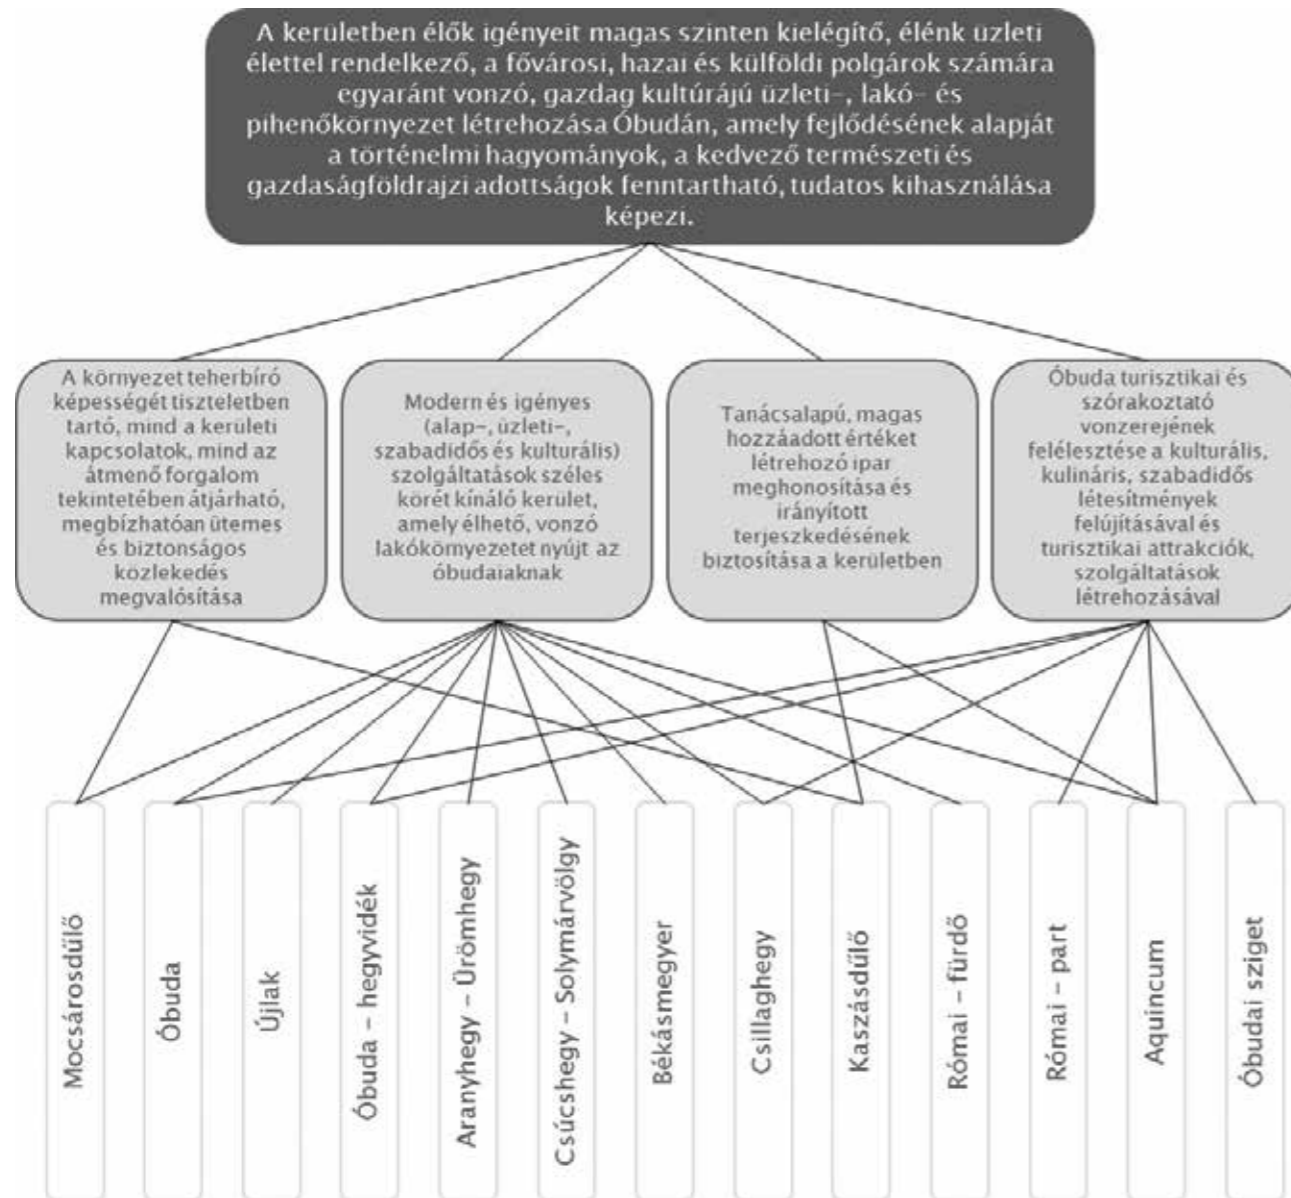 A kerületben élők igényeit magas szinten kielégítő, élénk üzleti
élettel rendelkező, a fővárosi, hazai és külföldi polgárok számára
egyaránt vonzó, gazdag kultúrájú üzleti-, lakó- és
pihenőkörnyezet létrehozása Óbudán, amely fejlődésének alapját
a történelmi hagyományok, a kedvező természeti és
gazdaságföldrajzi adottságok fenntartható, tudatos kihasználása
képezi.
A környezet teherbíró
képességét tiszteletben
tartó, mind a kerületi
kapcsolatok, mind az
átmenő forgalom
tekintetében átjárható,
megbízhatóan ütemes
és biztonságos
közlekedés
megvalósítása
Modern és igényes
(alap-, üzleti-,
szabadidős és kulturális)
szolgáltatások széles
körét kínáló kerület,
amely élhető, vonzó
lakókörnyezetet nyújt az
óbudaiaknak
Tanácsalapú, magas
hozzáadott értéket
létrehozó ipar
meghonosítása és
irányított
terjeszkedésének
biztosítása a kerületben
Óbuda turisztikai és
szórakoztató
vonzerejének
felélesztése a kulturális,
kulináris, szabadidős
létesítmények
felújításával és
turisztikai attrakciók,
szolgáltatások
létrehozásával
Mocsárosdűlő
Óbuda
Újlak
Óbuda - hegyvidék
Aranyhegy - Ürömhegy
Csúcshegy - Solymárvölgy
Békásmegyer
Csillaghegy
Kaszásdűlő
Római - fürdő
Római - part
Aquincum
Óbudai sziget